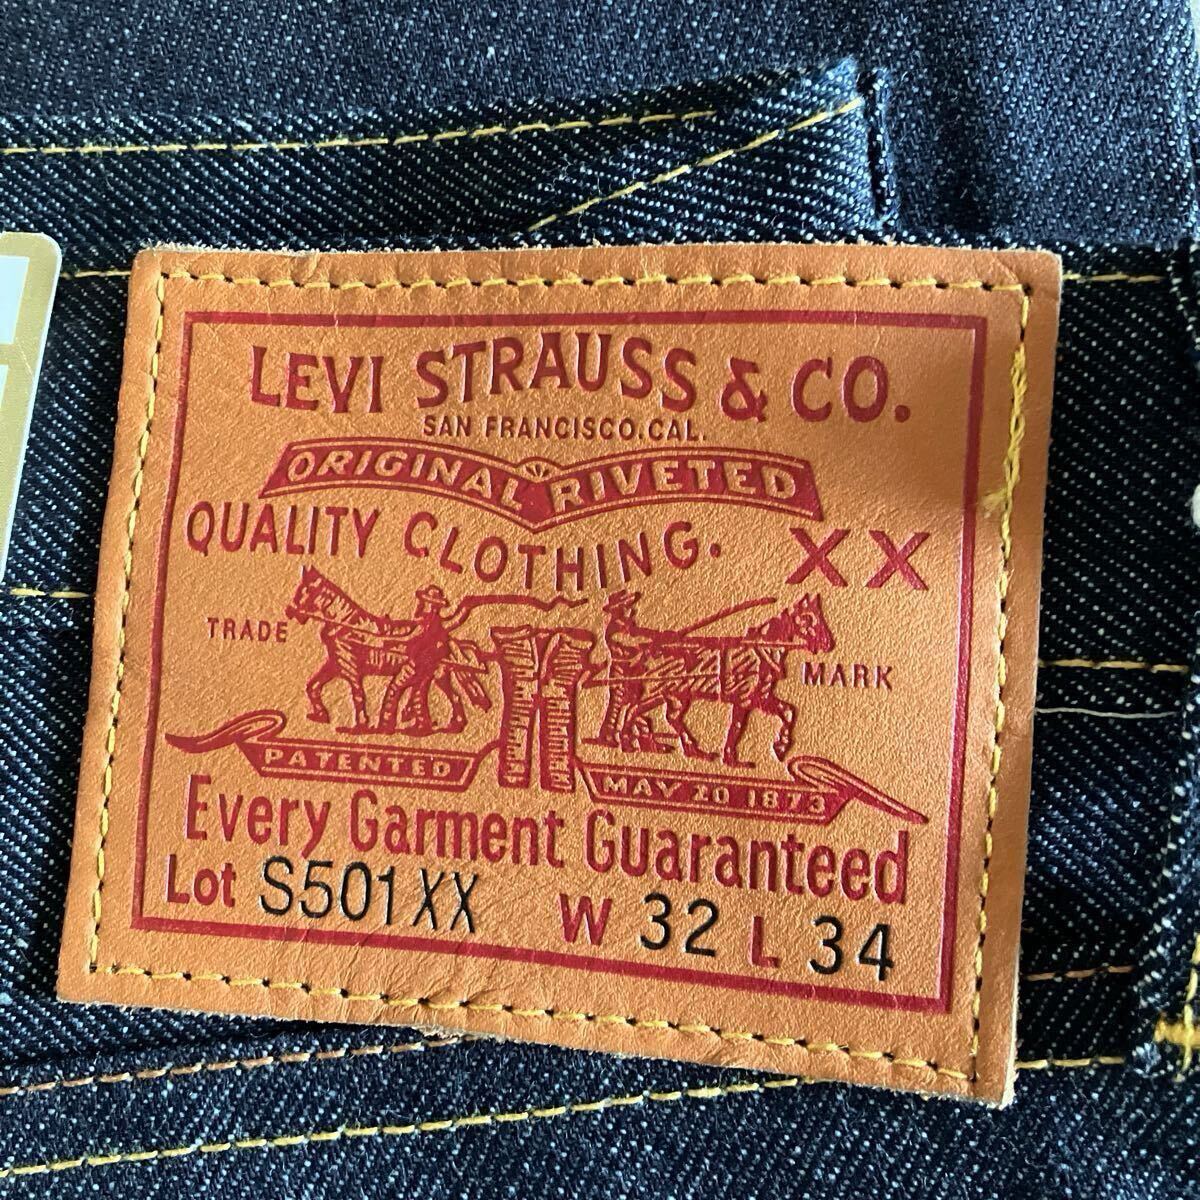 LEVI STRAUSS & CO.
SAN FRANCISCO, CAL.
ORIGINAL RIVETED
QUALITY CLOTHING. XX
TRADE MARK
PATENTED MAY 20 1873
Every Garment Guaranteed
Lot S501XX W 32 L 34